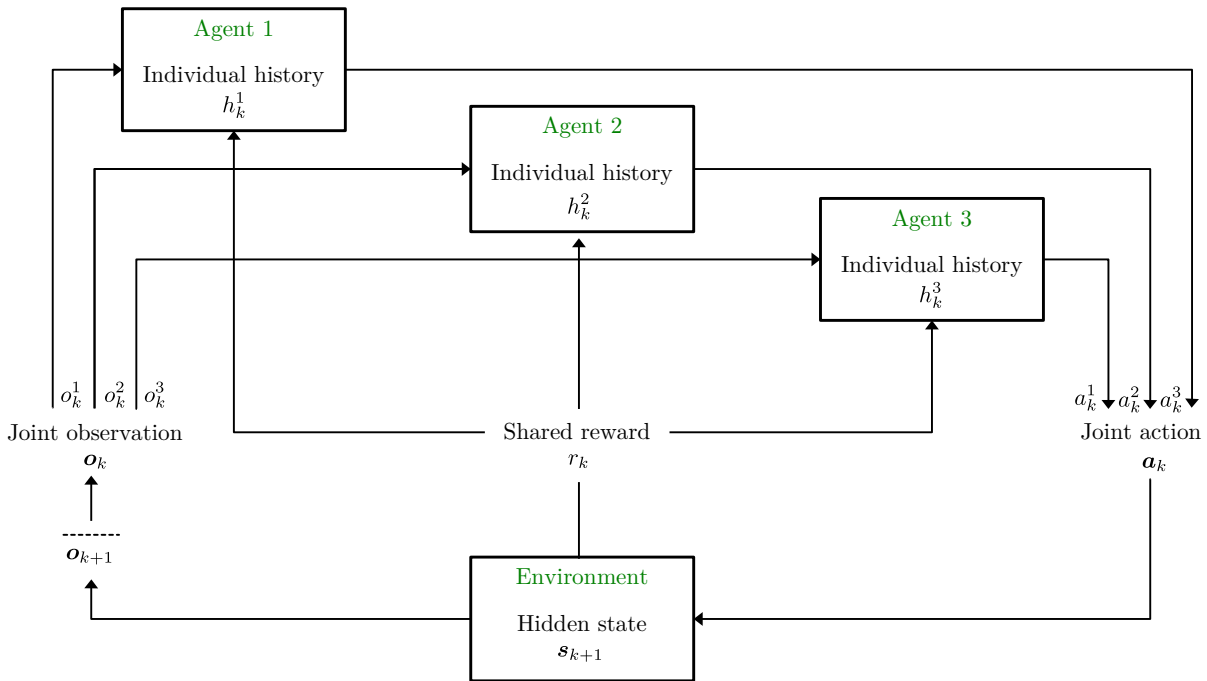 Agent 1
Individual history
h_k^1
Agent 2
Individual history
h_k^2
Agent 3
Individual history
h_k^3
o_k^1 o_k^2 o_k^3
Joint observation
o_k
Shared reward
r_k
a_k^1 a_k^2 a_k^3
Joint action
a_k
o_{k+1}
Environment
Hidden state
s_{k+1}